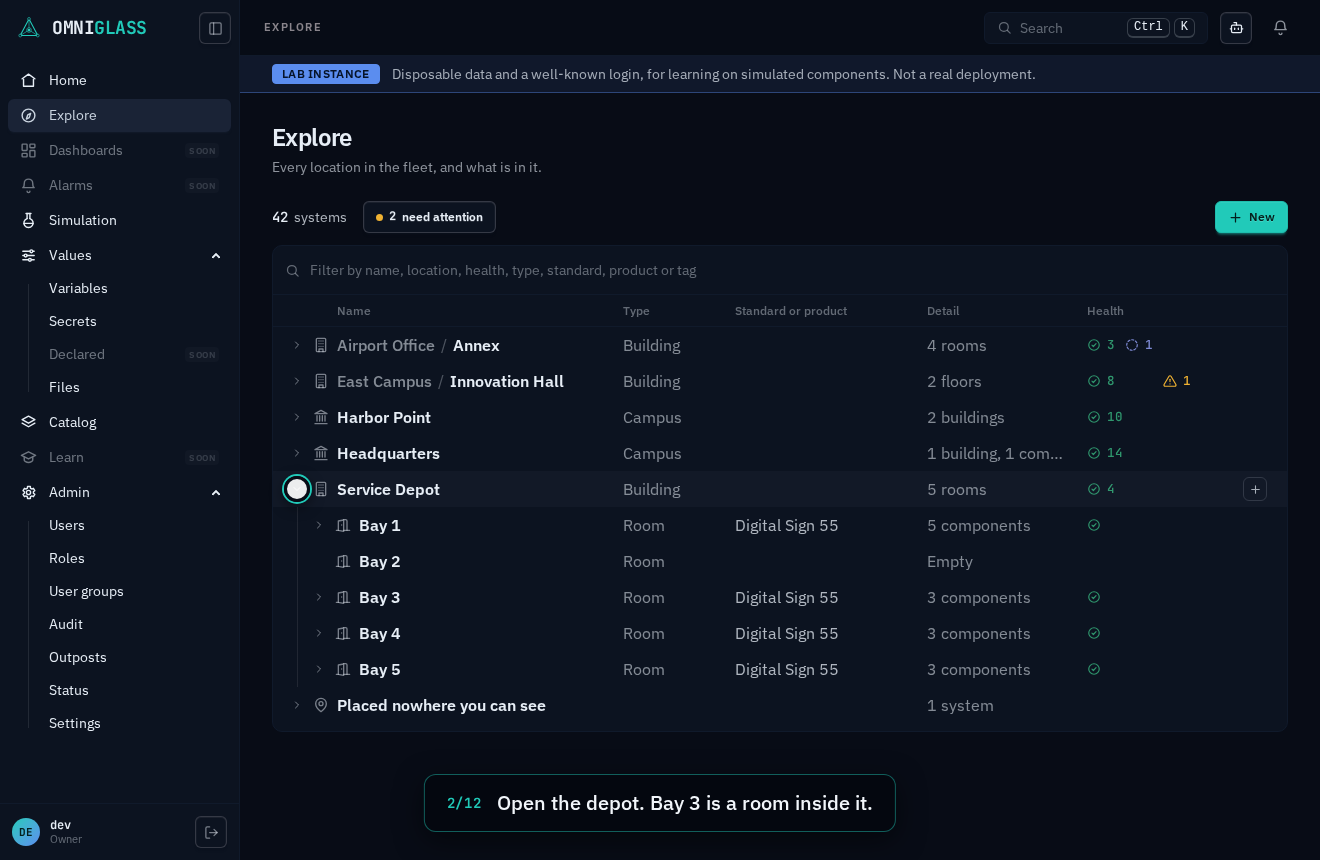 OMNIGLASS
EXPLORE
Search
Ctrl K
Home
Explore
Dashboards SOON
Alarms SOON
Simulation
Values
Variables
Secrets
Declared SOON
Files
Catalog
Learn SOON
Admin
Users
Roles
User groups
Audit
Outposts
Status
Settings
DE
dev
Owner
LAB INSTANCE Disposable data and a well-known login, for learning on simulated components. Not a real deployment.
Explore
Every location in the fleet, and what is in it.
42 systems
2 need attention
New
Filter by name, location, health, type, standard, product or tag
Name Type Standard or product Detail Health
Airport Office / Annex Building 4 rooms 3 1
East Campus / Innovation Hall Building 2 floors 8 1
Harbor Point Campus 2 buildings 10
Headquarters Campus 1 building, 1 com... 14
Service Depot Building 5 rooms 4
Bay 1 Room Digital Sign 55 5 components
Bay 2 Room Empty
Bay 3 Room Digital Sign 55 3 components
Bay 4 Room Digital Sign 55 3 components
Bay 5 Room Digital Sign 55 3 components
Placed nowhere you can see 1 system
2/12 Open the depot. Bay 3 is a room inside it.